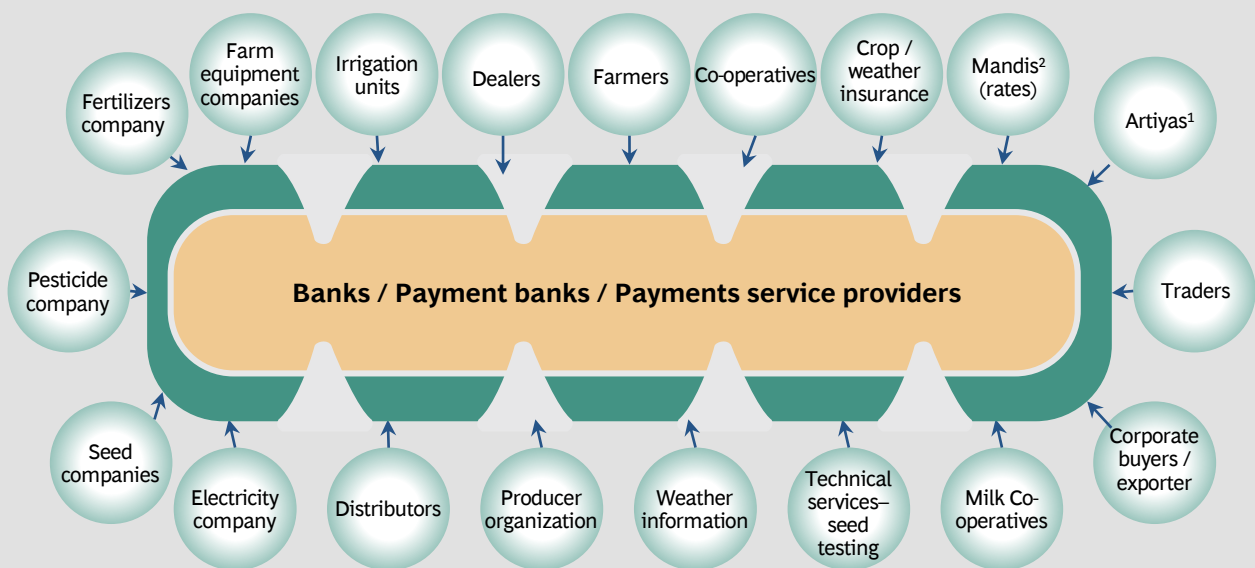 Fertilizers
company
Farm
equipment
companies
Irrigation
units
Dealers
Farmers
Co-operatives
Crop /
weather
insurance
Mandis²
(rates)
Artiyas¹
Pesticide
company
Banks / Payment banks / Payments service providers
Traders
Seed
companies
Electricity
company
Distributors
Producer
organization
Weather
information
Technical
services–
seed
testing
Milk Co-
operatives
Corporate
buyers /
exporter